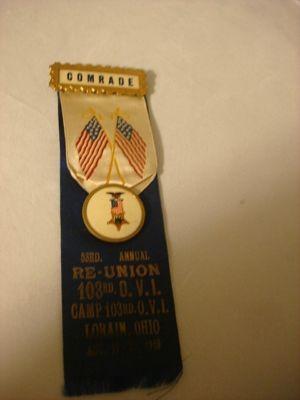 COMRADE
53RD. ANNUAL
RE-UNION
103RD. O. V. I.
CAMP 103RD. O.V.I.
LORAIN, OHIO